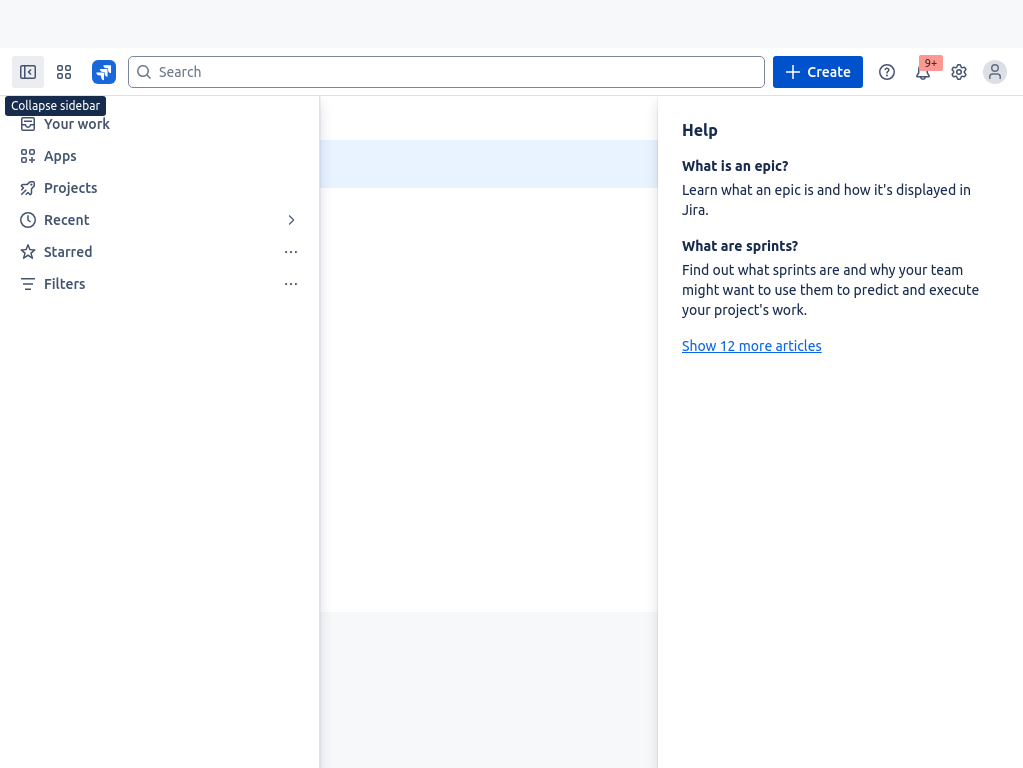 Search
Create
9+
Collapse sidebar
Your work
Apps
Projects
Recent
Starred
Filters
Help
What is an epic?
Learn what an epic is and how it's displayed in
Jira.
What are sprints?
Find out what sprints are and why your team
might want to use them to predict and execute
your project's work.
Show 12 more articles